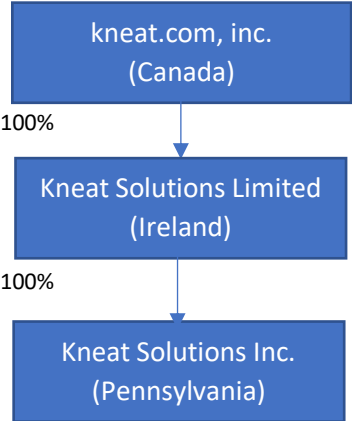 kneat.com, inc.
(Canada)
100%
Kneat Solutions Limited
(Ireland)
100%
Kneat Solutions Inc.
(Pennsylvania)